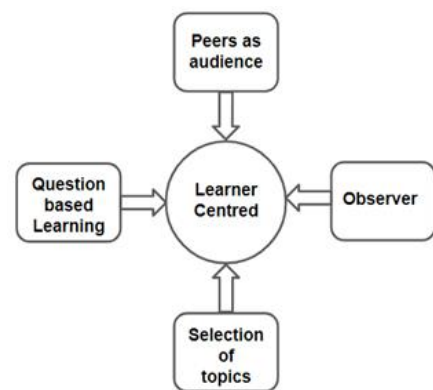 Peers as
audience
Question
based
Learning
Learner
Centred
Observer
Selection
of
topics